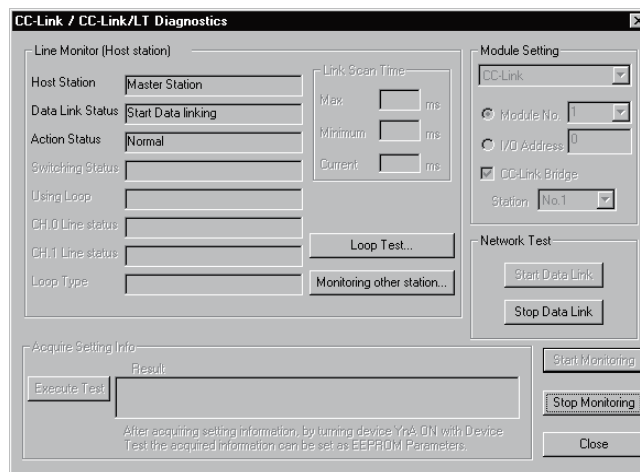 CC-Link / CC-Link/LT Diagnostics
Line Monitor (Host station)
Host Station Master Station
Data Link Status Start Data linking
Action Status Normal
Switching Status
Using Loop
CH.0 Line status
CH.1 Line status
Loop Type
Link Scan Time
Max ms
Minimum ms
Current ms
Loop Test...
Monitoring other station...
Module Setting
CC-Link
Module No. 1
I/O Address 0
CC-Link Bridge
Station No.1
Network Test
Start Data Link
Stop Data Link
Acquire Setting Info
Result
Execute Test
After acquiring setting information, by turning device YnA ON with Device
Test the acquired information can be set as EEPROM Parameters.
Start Monitoring
Stop Monitoring
Close